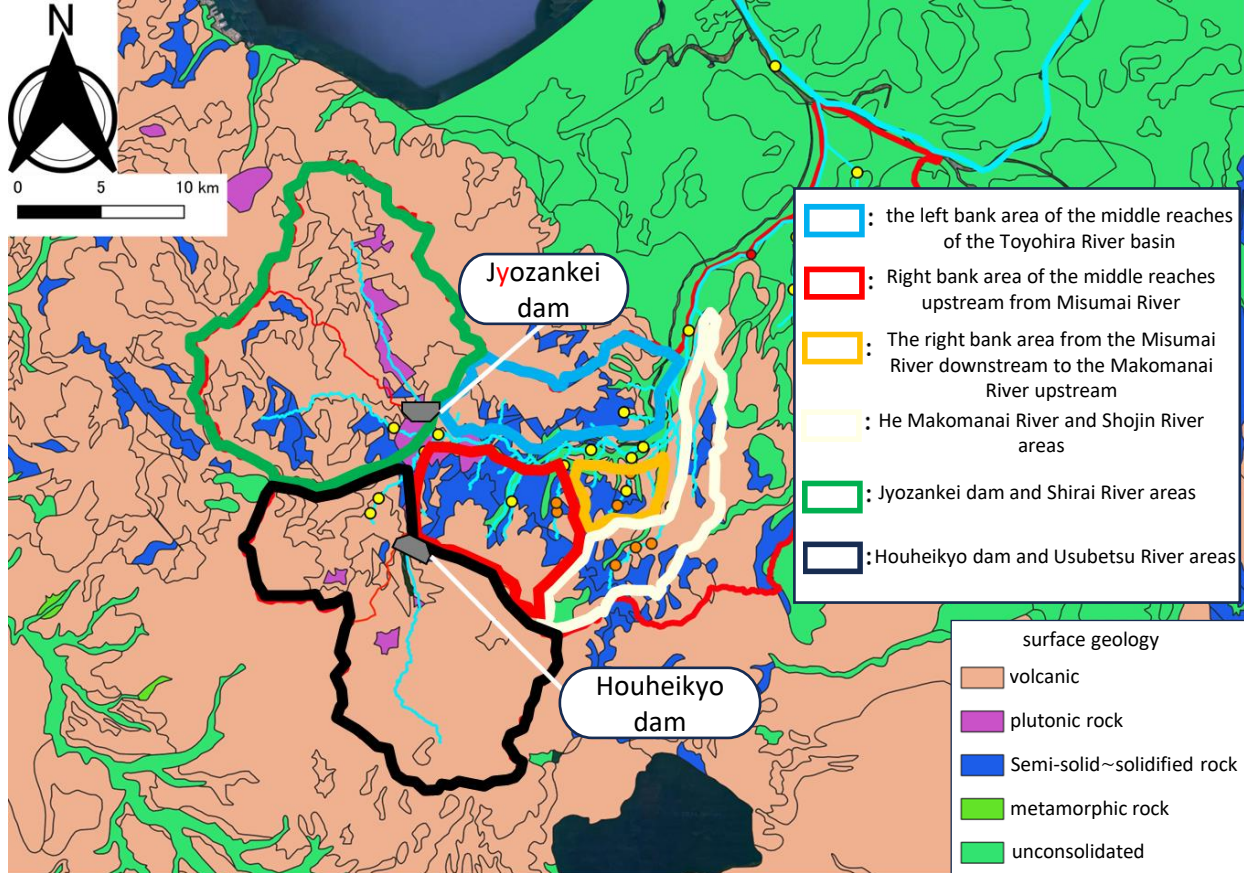 N
0 5 10 km
Jyozankei
dam
Houheikyo
dam
: the left bank area of the middle reaches
of the Toyohira River basin
: Right bank area of the middle reaches
upstream from Misumai River
: The right bank area from the Misumai
River downstream to the Makomanai
River upstream
: He Makomanai River and Shojin River
areas
: Jyozankei dam and Shirai River areas
: Houheikyo dam and Usubetsu River areas
surface geology
volcanic
plutonic rock
Semi-solid~solidified rock
metamorphic rock
unconsolidated